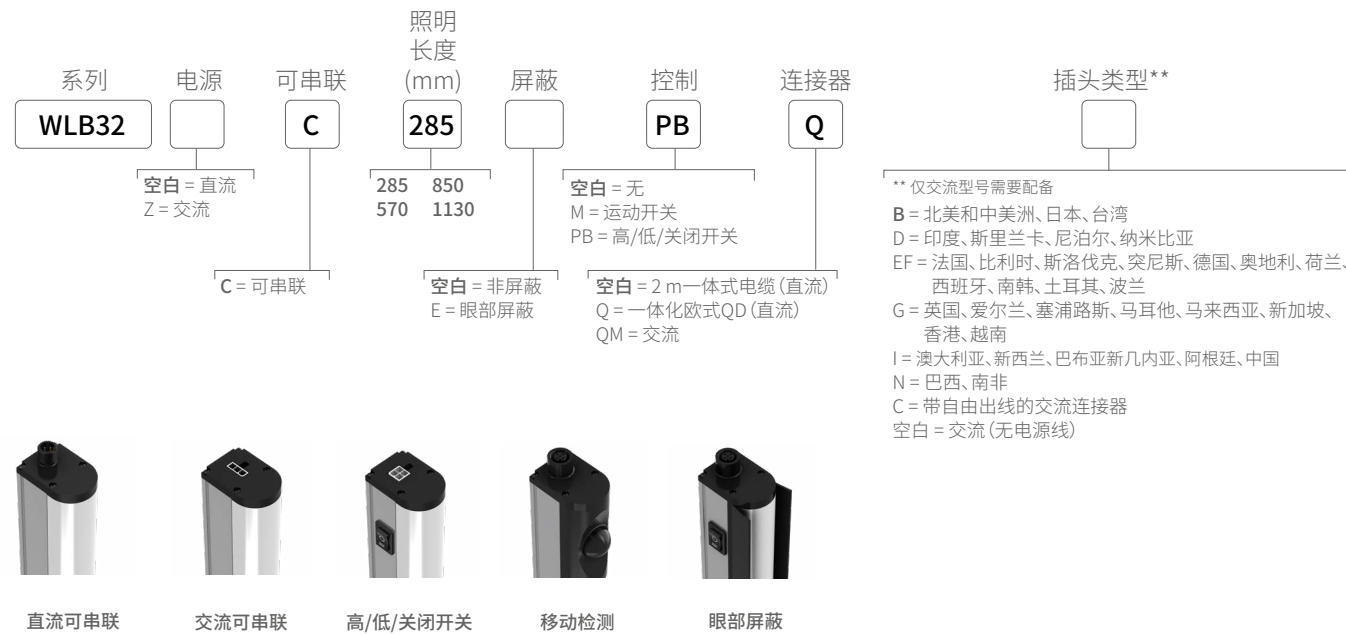 系列
电源
可串联
照明
长度
(mm)
屏蔽
控制
连接器
插头类型**
WLB32
C
285
PB
Q
空白 = 直流
Z = 交流
C = 可串联
285 850
570 1130
空白 = 非屏蔽
E = 眼部屏蔽
空白 = 无
M = 运动开关
PB = 高/低/关闭开关
空白 = 2 m一体式电缆(直流)
Q = 一体化欧式QD(直流)
QM = 交流
** 仅交流型号需要配备
B = 北美和中美洲、日本、台湾
D = 印度、斯里兰卡、尼泊尔、纳米比亚
EF = 法国、比利时、斯洛伐克、突尼斯、德国、奥地利、荷兰、
西班牙、南韩、土耳其、波兰
G = 英国、爱尔兰、塞浦路斯、马耳他、马来西亚、新加坡、
香港、越南
I = 澳大利亚、新西兰、巴布亚新几内亚、阿根廷、中国
N = 巴西、南非
C = 带自由出线的交流连接器
空白 = 交流(无电源线)
直流可串联
交流可串联
高/低/关闭开关
移动检测
眼部屏蔽